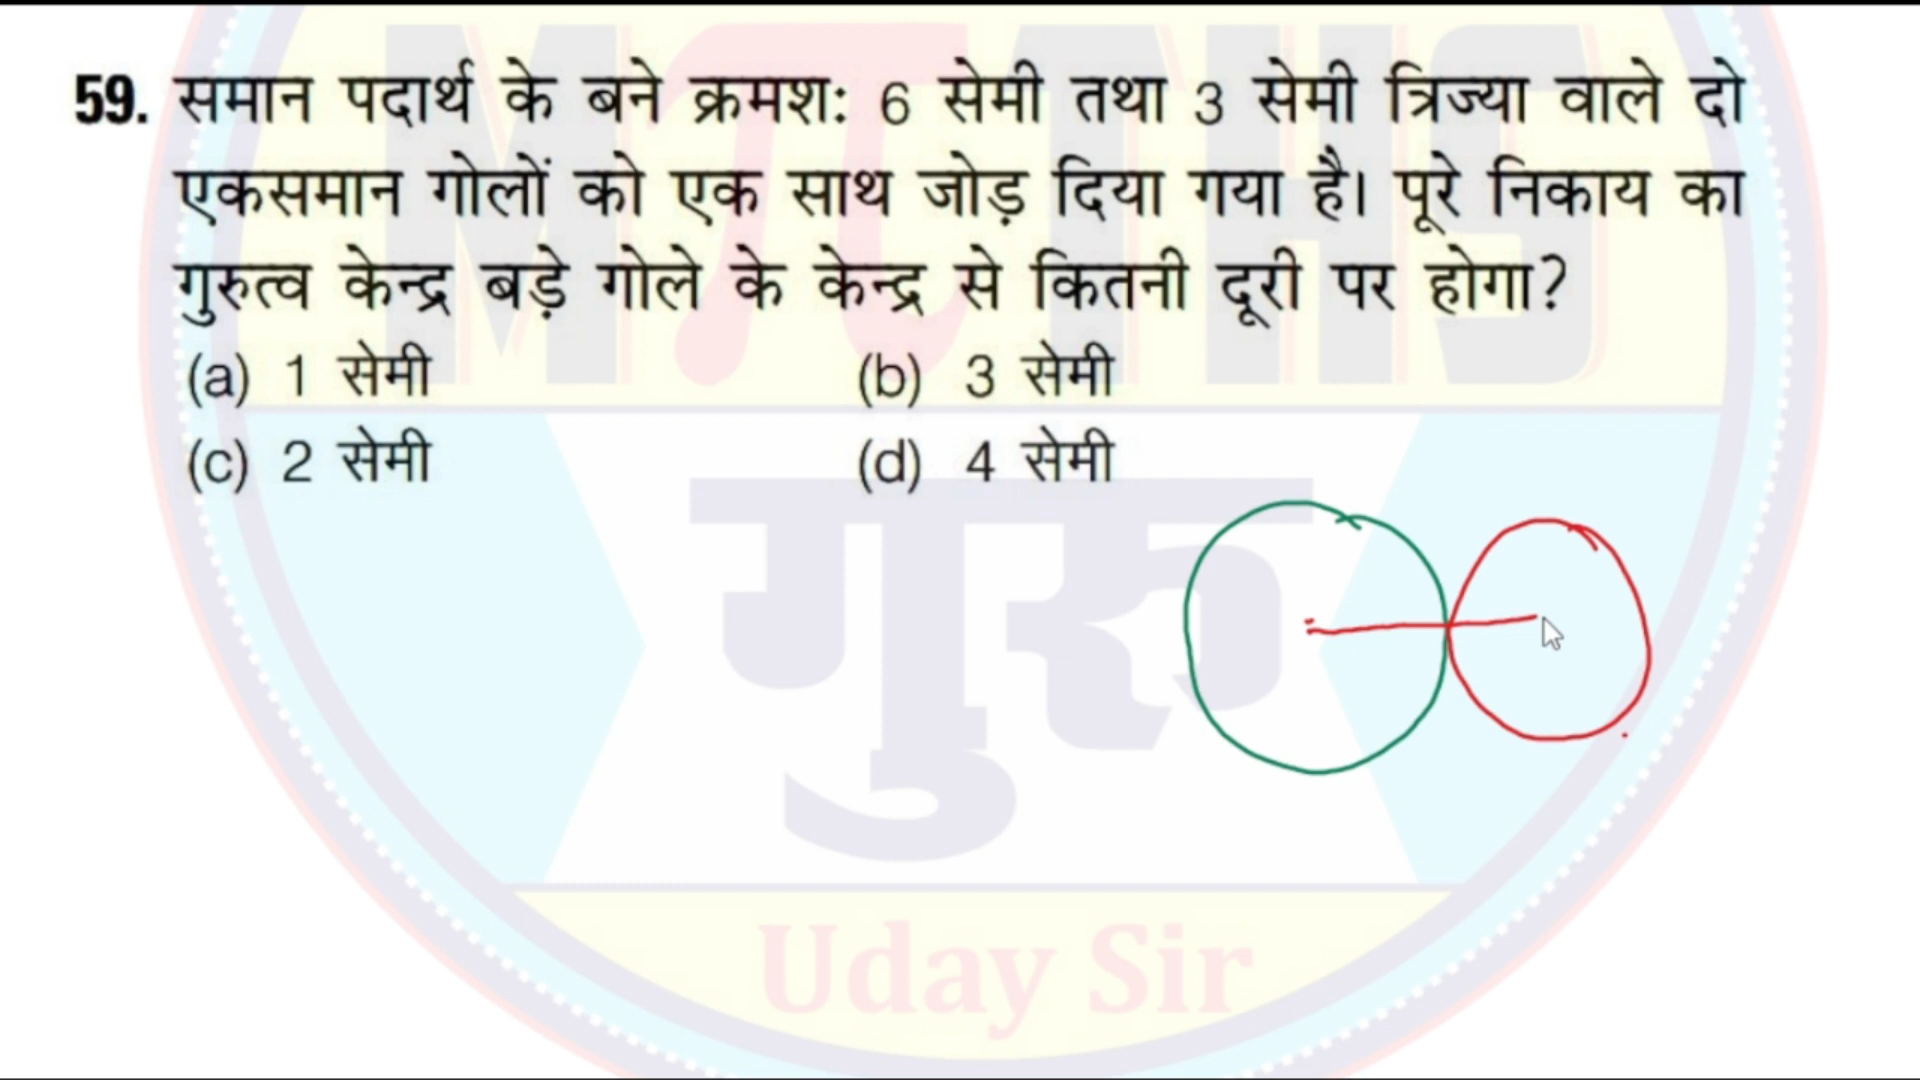 59. समान पदार्थ के बने क्रमश: 6 सेमी तथा 3 सेमी त्रिज्या वाले दो
एकसमान गोलों को एक साथ जोड़ दिया गया है। पूरे निकाय का
गुरुत्व केन्द्र बड़े गोले के केन्द्र से कितनी दूरी पर होगा?
(a) 1 सेमी (b) 3 सेमी
(c) 2 सेमी (d) 4 सेमी
MπTHS
गुरु
Uday Sir